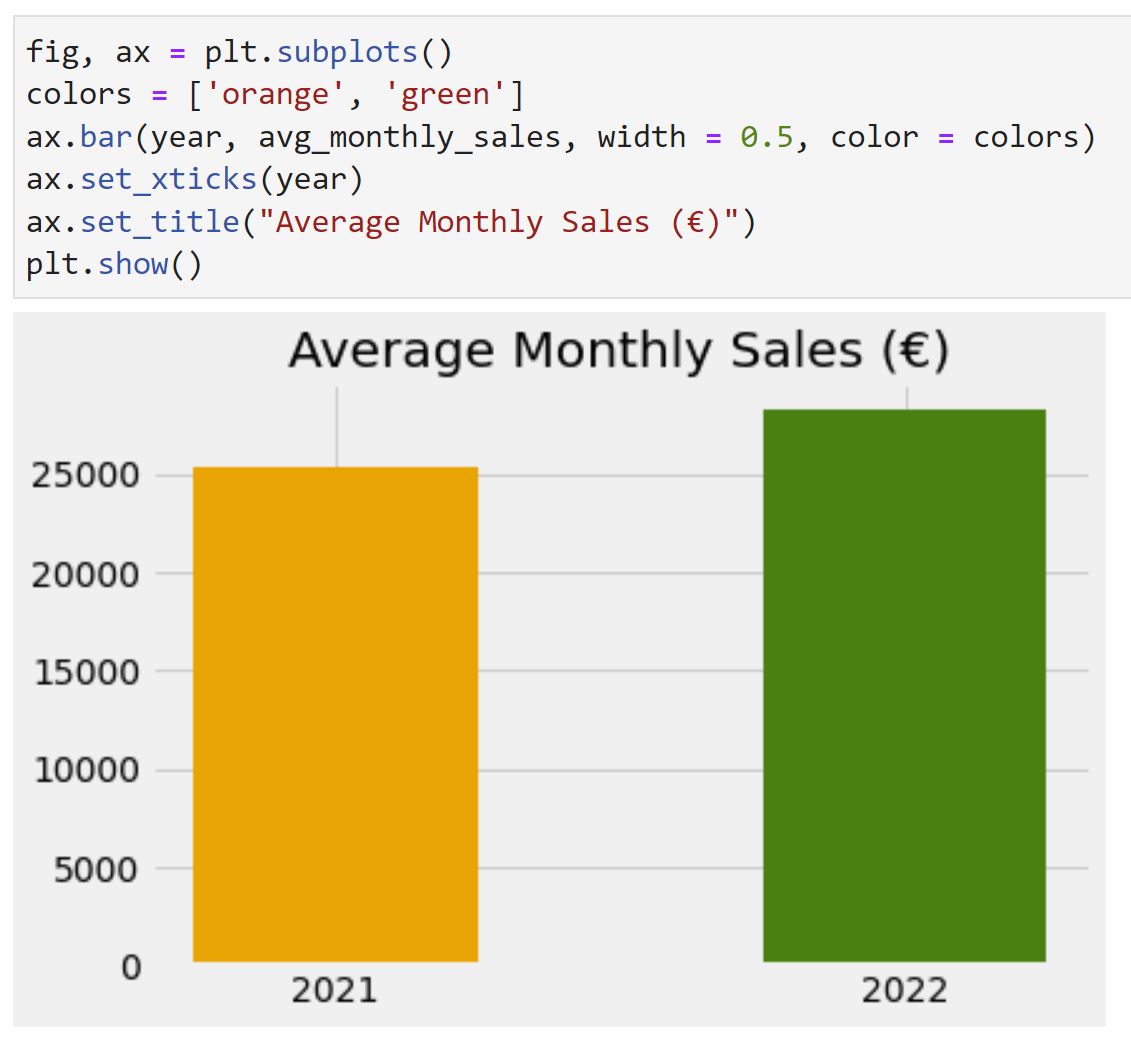 fig, ax = plt.subplots()
colors = ['orange', 'green']
ax.bar(year, avg_monthly_sales, width = 0.5, color = colors)
ax.set_xticks(year)
ax.set_title("Average Monthly Sales (€)")
plt.show()
Average Monthly Sales (€)
25000
20000
15000
10000
5000
0
2021 2022